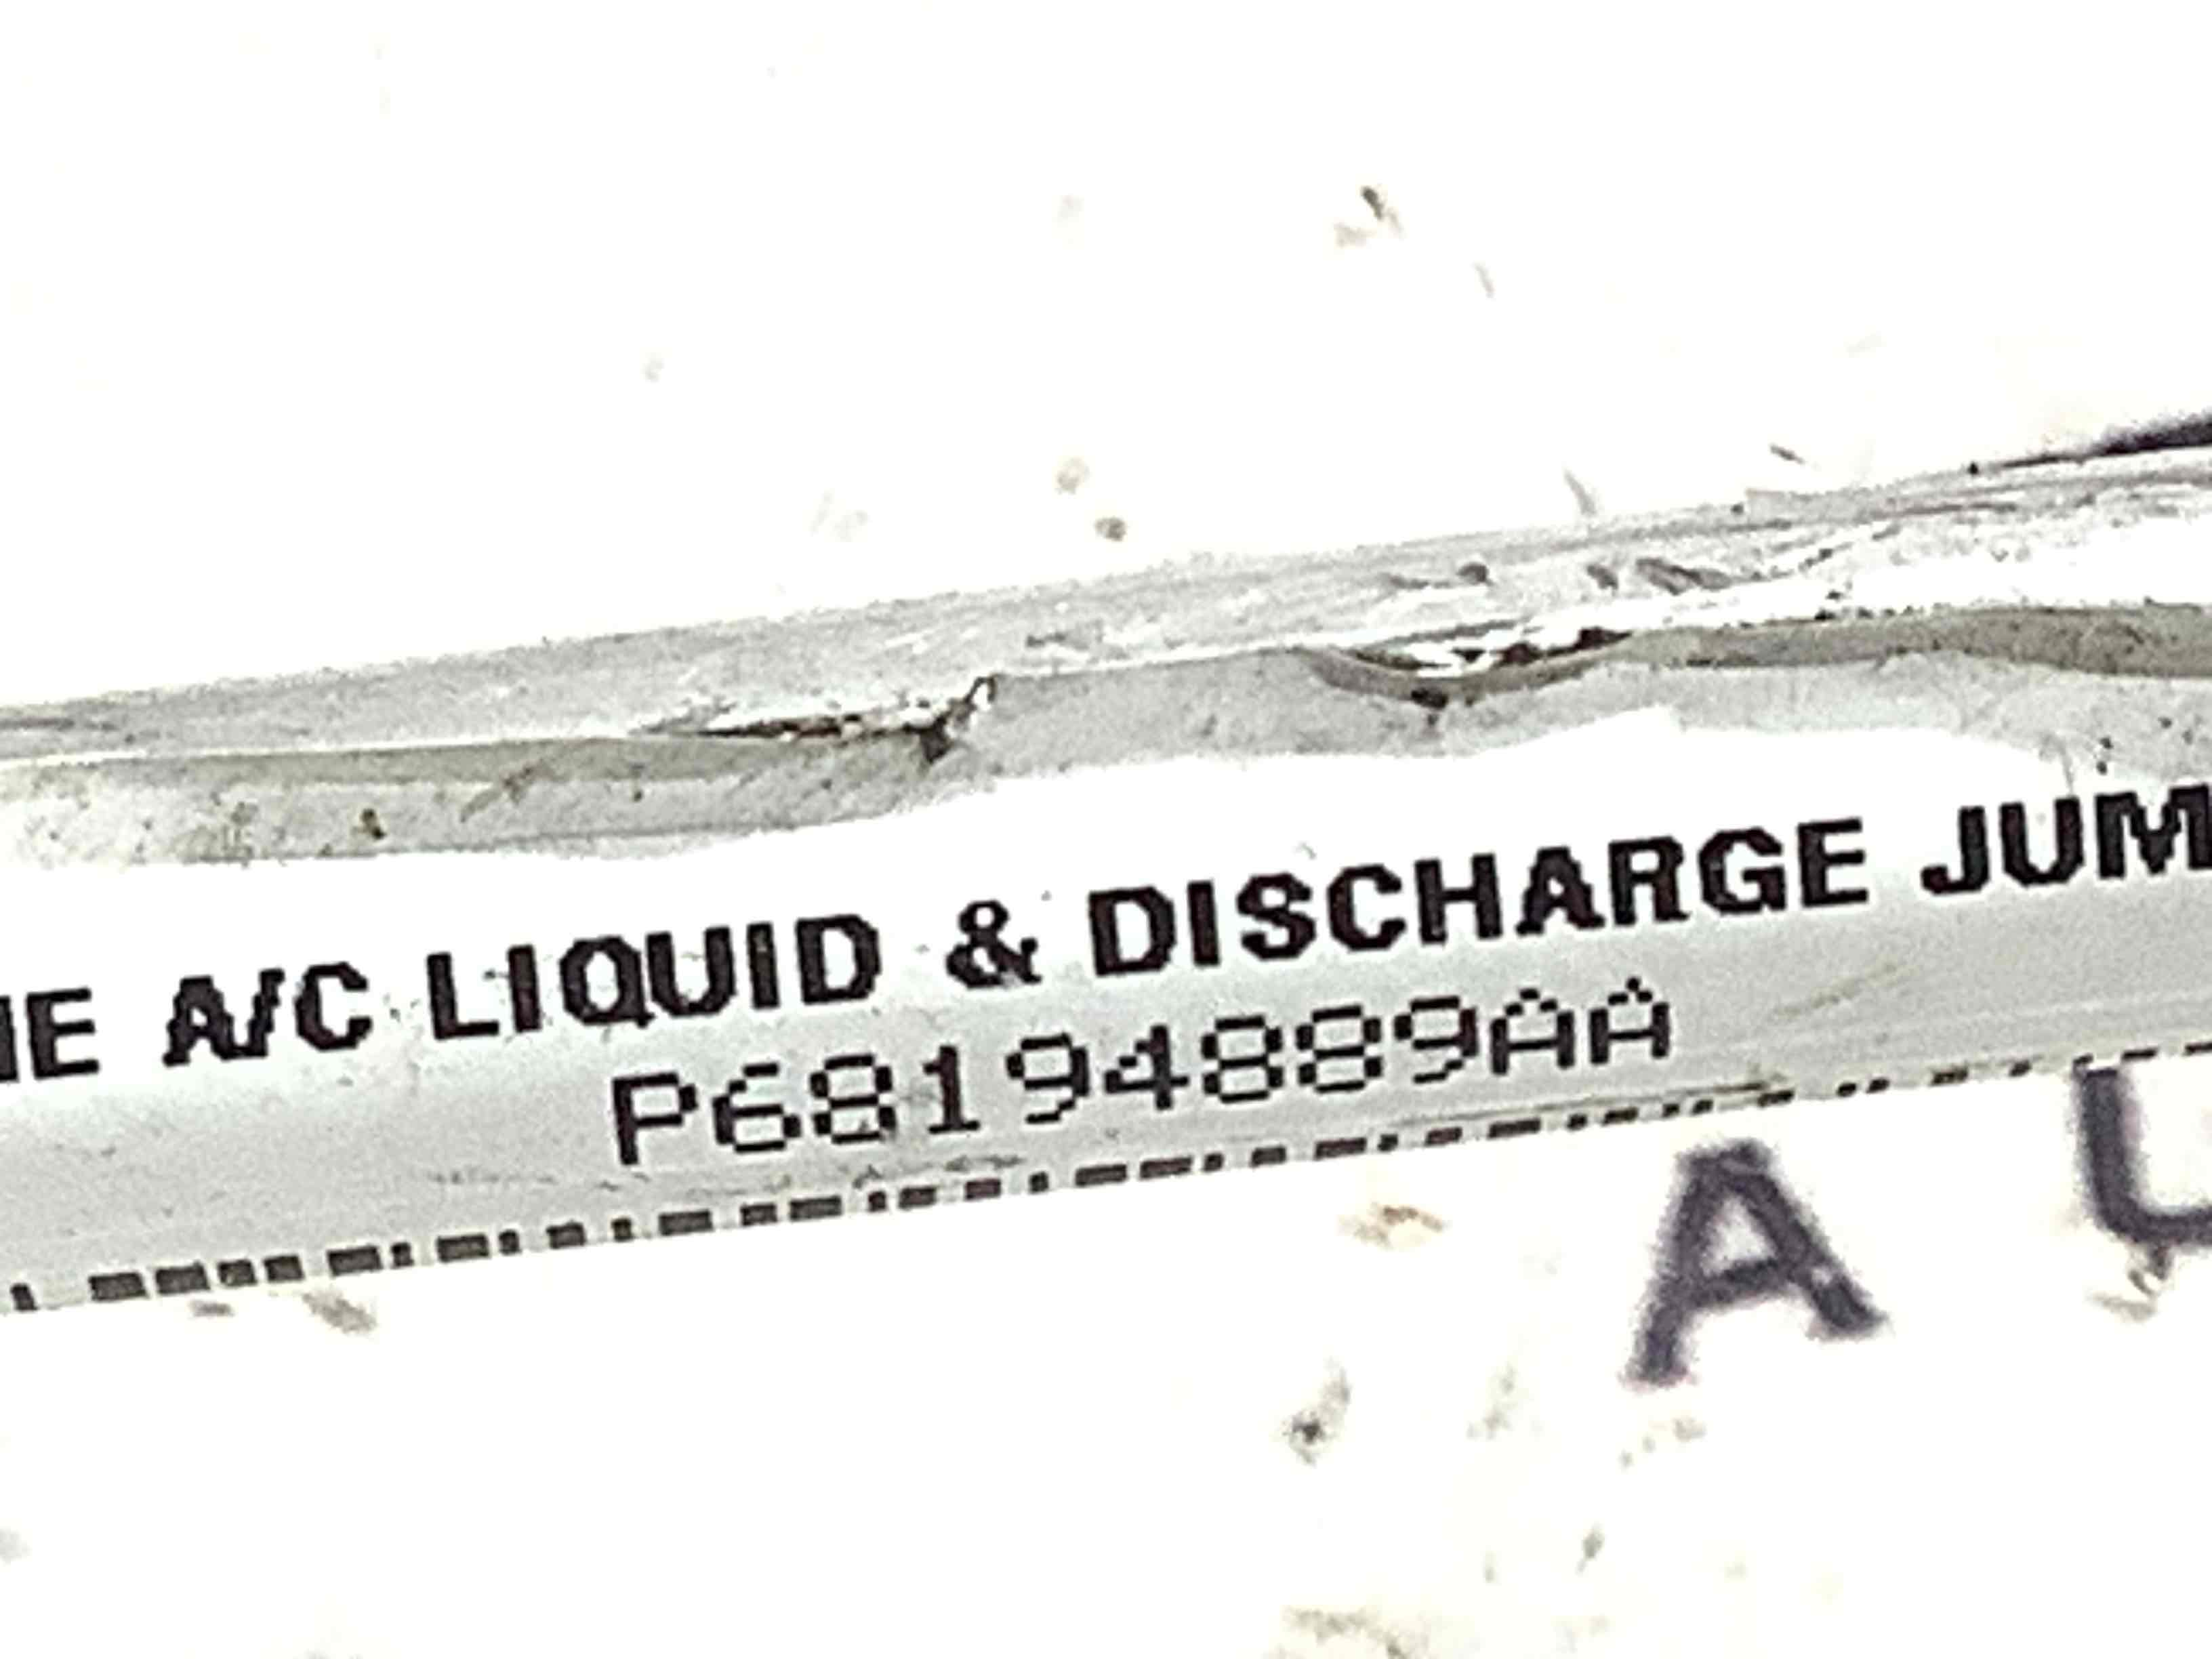 A/C LIQUID & DISCHARGE
P68194889AA
A